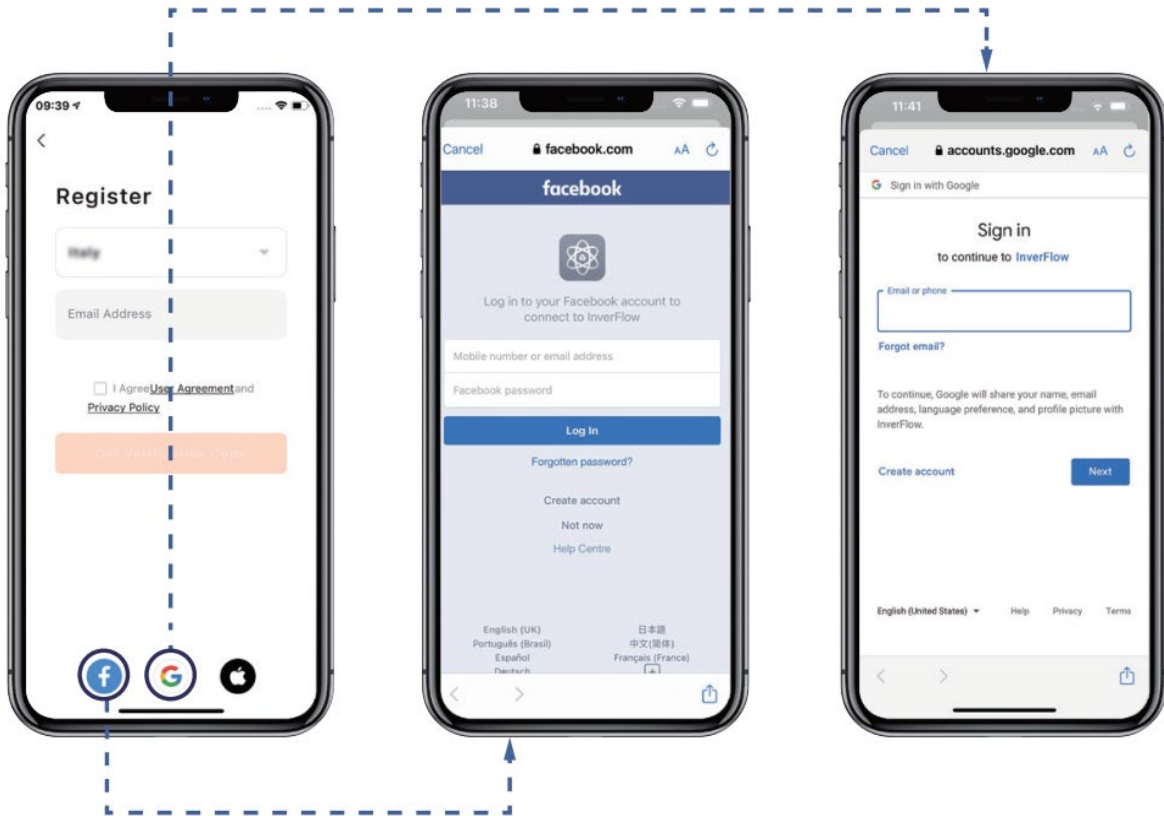 09:39
Register
Italy
Email Address
I Agree User Agreement and
Privacy Policy
Get Verification Code
11:38
Cancel
facebook.com
AA
facebook
Log in to your Facebook account to
connect to InverFlow
Mobile number or email address
Facebook password
Log In
Forgotten password?
Create account
Not now
Help Centre
English (UK)
日本語
Português (Brasil)
中文(简体)
Español
Français (France)
Deutsch
11:41
Cancel
accounts.google.com
AA
Sign in with Google
Sign in
to continue to InverFlow
Email or phone
Forgot email?
To continue, Google will share your name, email
address, language preference, and profile picture with
InverFlow.
Create account
Next
English (United States)
Help
Privacy
Terms